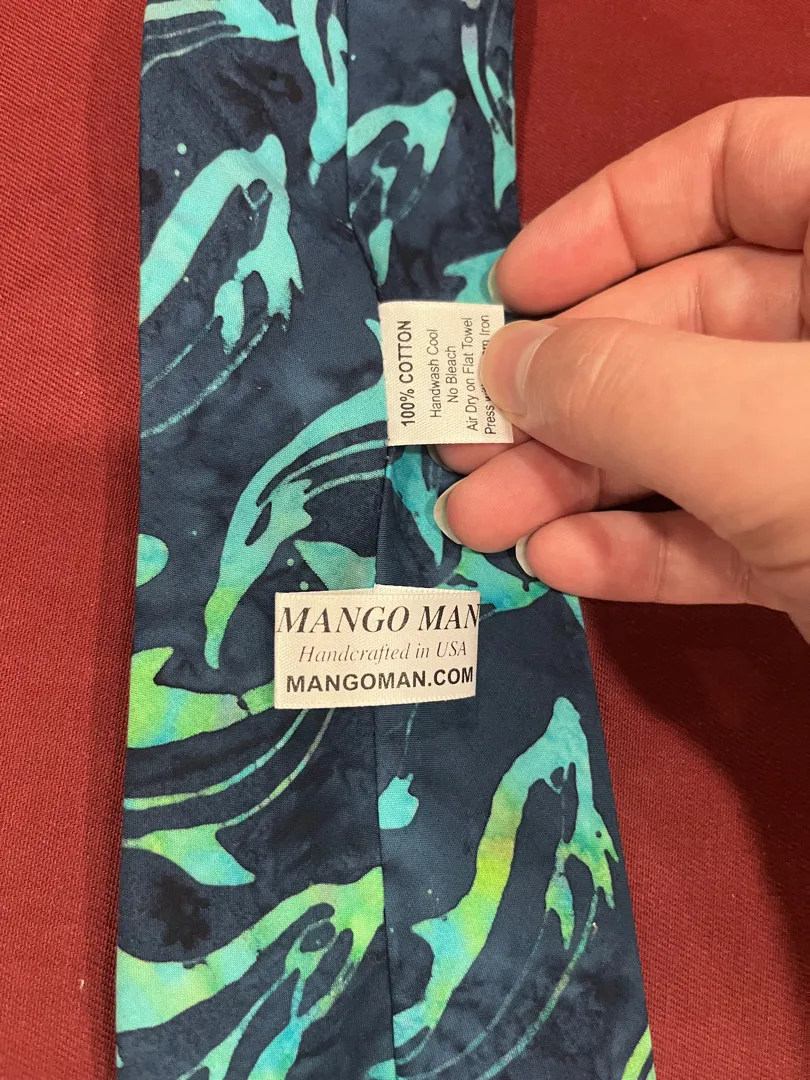 100% COTTON
Handwash Cool
No Bleach
Air Dry on Flat Towel
Press Iron
MANGO MAN
Handcrafted in USA
MANGOMAN.COM